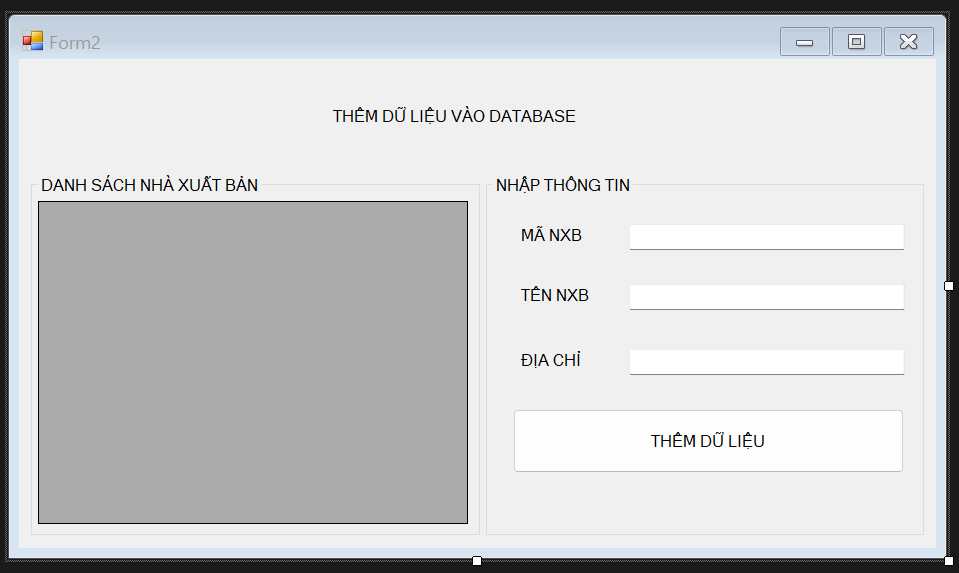 Form2
THÊM DỮ LIỆU VÀO DATABASE
DANH SÁCH NHÀ XUẤT BẢN
NHẬP THÔNG TIN
MÃ NXB
TÊN NXB
ĐỊA CHỈ
THÊM DỮ LIỆU